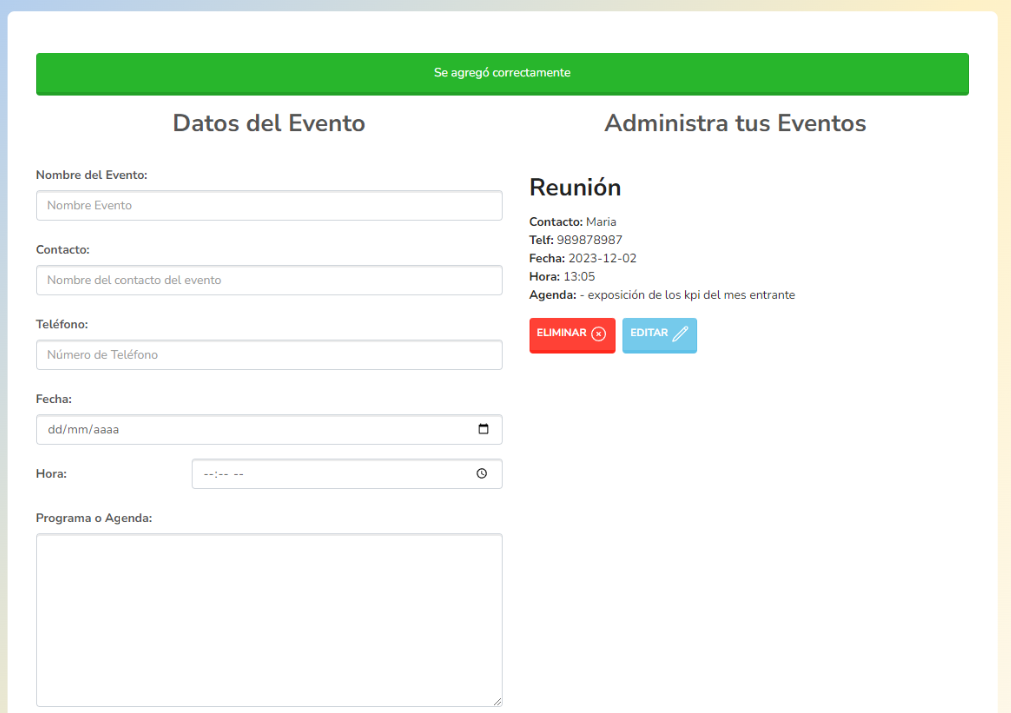 Se agregó correctamente
Datos del Evento
Nombre del Evento:
Nombre Evento
Contacto:
Nombre del contacto del evento
Teléfono:
Número de Teléfono
Fecha:
dd/mm/aaaa
Hora:
--:-- --
Programa o Agenda:
Administra tus Eventos
Reunión
Contacto: Maria
Telf: 989878987
Fecha: 2023-12-02
Hora: 13:05
Agenda: - exposición de los kpi del mes entrante
ELIMINAR
EDITAR